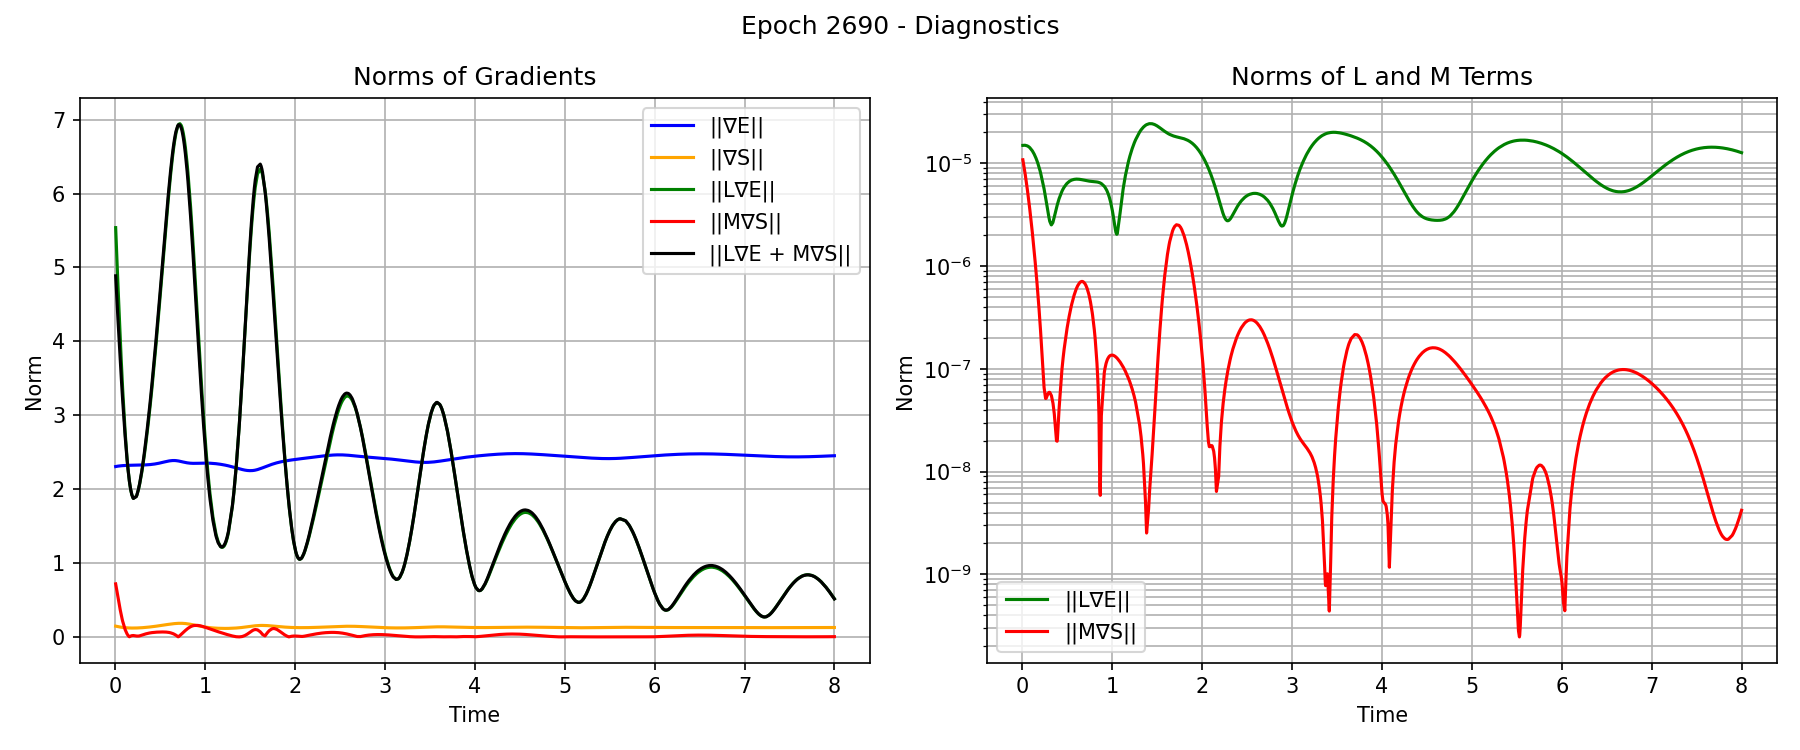 Epoch 2690 - Diagnostics
Norms of Gradients
7
6
5
4
3
2
1
0
Norm
||∇E||
||∇S||
||L∇E||
||M∇S||
||L∇E + M∇S||
0 1 2 3 4 5 6 7 8
Time
Norms of L and M Terms
10⁻⁵
10⁻⁶
10⁻⁷
10⁻⁸
10⁻⁹
Norm
||L∇E||
||M∇S||
0 1 2 3 4 5 6 7 8
Time